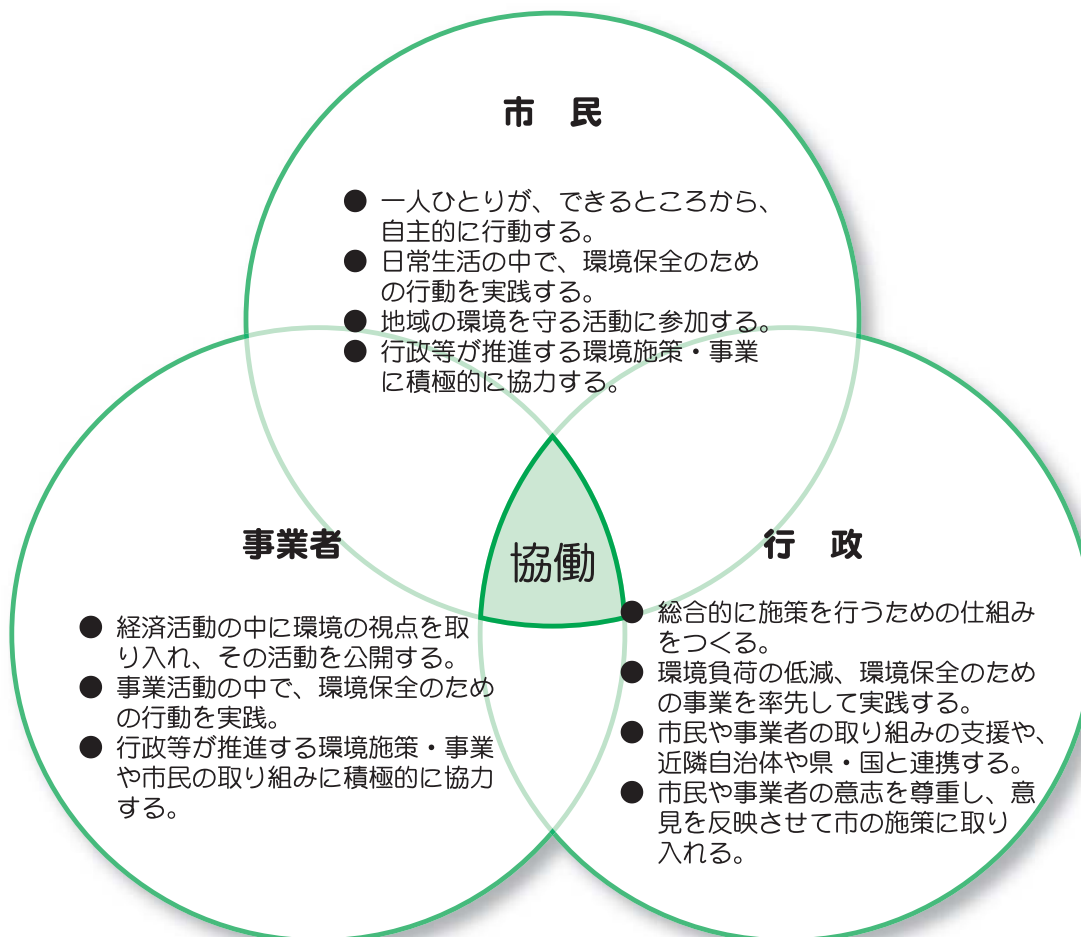 市　民
● 一人ひとりが、できるところから、
自主的に行動する。
● 日常生活の中で、環境保全のため
の行動を実践する。
● 地域の環境を守る活動に参加する。
● 行政等が推進する環境施策・事業
に積極的に協力する。
事業者
● 経済活動の中に環境の視点を取
り入れ、その活動を公開する。
● 事業活動の中で、環境保全のため
の行動を実践。
● 行政等が推進する環境施策・事業
や市民の取り組みに積極的に協力
する。
協働
行　政
● 総合的に施策を行うための仕組み
をつくる。
● 環境負荷の低減、環境保全のため
の事業を率先して実践する。
● 市民や事業者の取り組みの支援や、
近隣自治体や県・国と連携する。
● 市民や事業者の意志を尊重し、意
見を反映させて市の施策に取り
入れる。